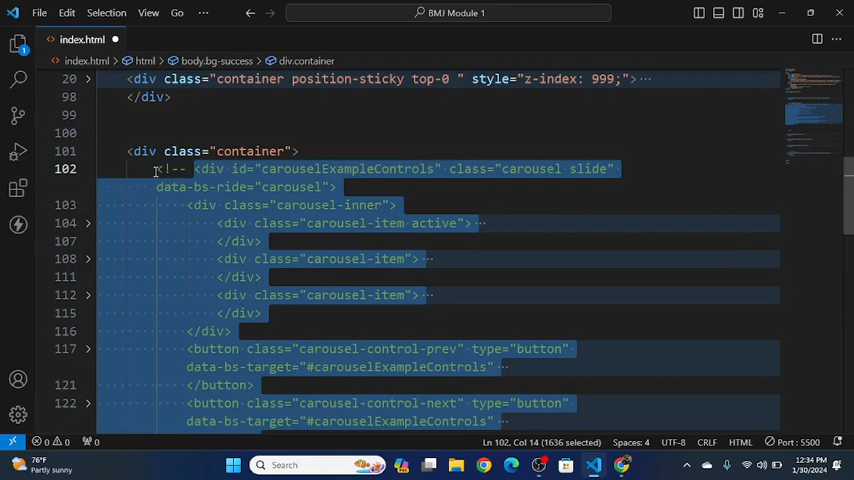 File Edit Selection View Go ··· BMJ Module 1
index.html
index.html > html > body.bg-success > div.container
20 <div class="container position-sticky top-0 " style="z-index: 999;">···
98 </div>
99
100
101 <div class="container">
102 <!-- <div id="carouselExampleControls" class="carousel slide"
data-bs-ride="carousel">
103 <div class="carousel-inner">
104 <div class="carousel-item active">···
107 </div>
108 <div class="carousel-item">···
111 </div>
112 <div class="carousel-item">···
115 </div>
116 </div>
117 <button class="carousel-control-prev" type="button"
data-bs-target="#carouselExampleControls"···
121 </button>
122 <button class="carousel-control-next" type="button"
data-bs-target="#carouselExampleControls"···
0 0 0 Ln 102, Col 14 (1636 selected) Spaces: 4 UTF-8 CRLF HTML Port : 5500
76°F
Partly sunny
Search
12:34 PM
1/30/2024